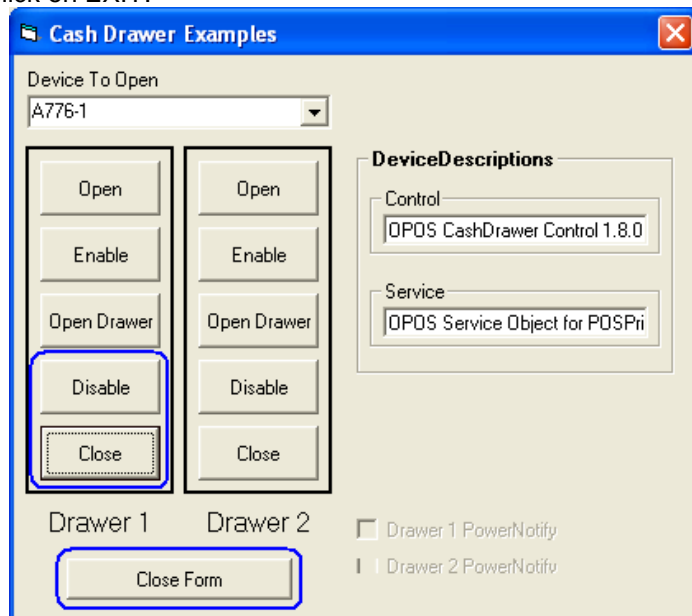 Cash Drawer Examples
Device To Open
A776-1
Open
Enable
Open Drawer
Disable
Close
Drawer 1
Open
Enable
Open Drawer
Disable
Close
Drawer 2
Close Form
DeviceDescriptions
Control
OPOS CashDrawer Control 1.8.0
Service
OPOS Service Object for POSPri
Drawer 1 PowerNotify
Drawer 2 PowerNotify